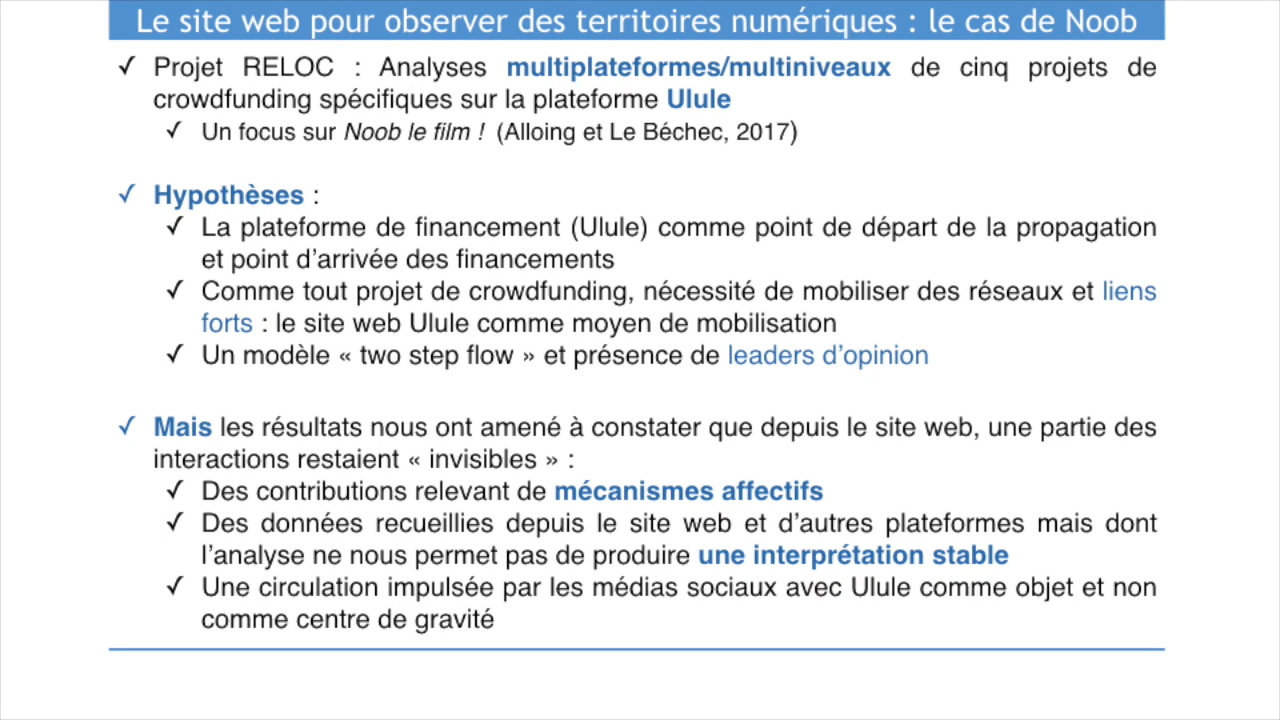 Le site web pour observer des territoires numériques : le cas de Noob
✓ Projet RELOC : Analyses multiplateformes/multiniveaux de cinq projets de
crowdfunding spécifiques sur la plateforme Ulule
✓ Un focus sur Noob le film ! (Alloing et Le Béchec, 2017)
✓ Hypothèses :
✓ La plateforme de financement (Ulule) comme point de départ de la propagation
et point d'arrivée des financements
✓ Comme tout projet de crowdfunding, nécessité de mobiliser des réseaux et liens
forts : le site web Ulule comme moyen de mobilisation
✓ Un modèle « two step flow » et présence de leaders d'opinion
✓ Mais les résultats nous ont amené à constater que depuis le site web, une partie des
interactions restaient « invisibles » :
✓ Des contributions relevant de mécanismes affectifs
✓ Des données recueillies depuis le site web et d'autres plateformes mais dont
l'analyse ne nous permet pas de produire une interprétation stable
✓ Une circulation impulsée par les médias sociaux avec Ulule comme objet et non
comme centre de gravité